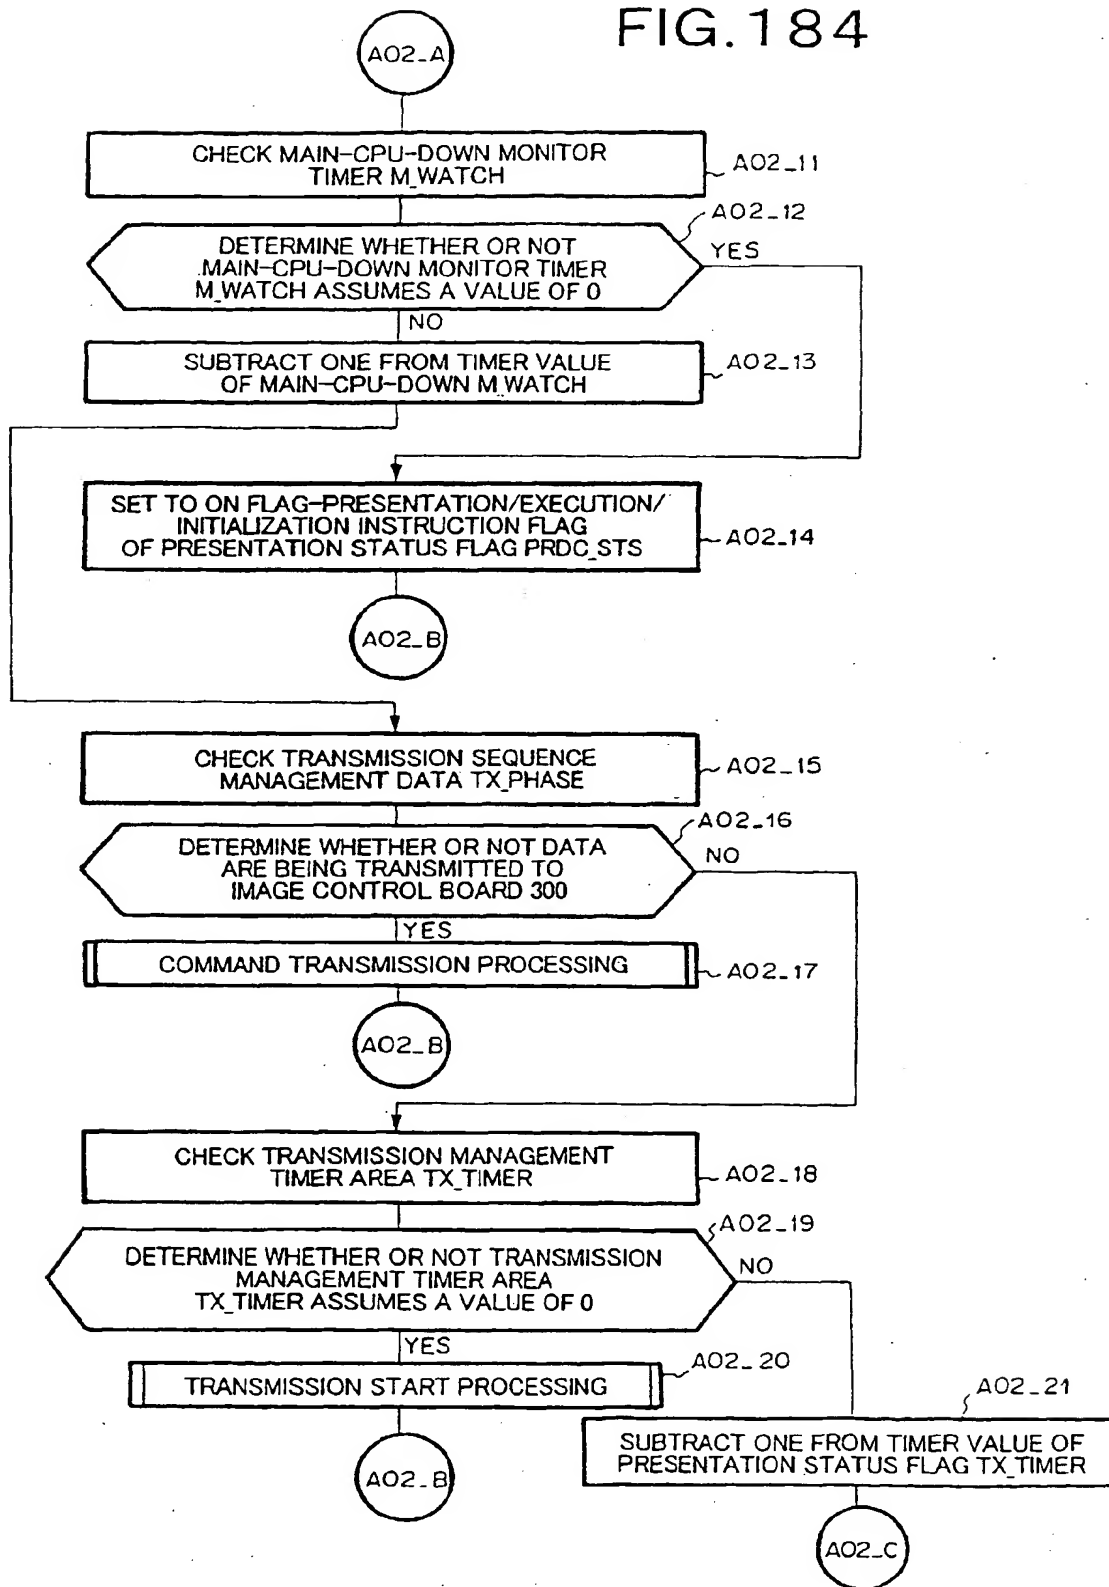 FIG.184
A02_A
CHECK MAIN-CPU-DOWN MONITOR
TIMER M_WATCH
A02_11
A02_12
DETERMINE WHETHER OR NOT
MAIN-CPU-DOWN MONITOR TIMER
M_WATCH ASSUMES A VALUE OF 0
YES
NO
SUBTRACT ONE FROM TIMER VALUE
OF MAIN-CPU-DOWN M_WATCH
A02_13
SET TO ON FLAG-PRESENTATION/EXECUTION/
INITIALIZATION INSTRUCTION FLAG
OF PRESENTATION STATUS FLAG PRDC_STS
A02_14
A02_B
CHECK TRANSMISSION SEQUENCE
MANAGEMENT DATA TX_PHASE
A02_15
A02_16
DETERMINE WHETHER OR NOT DATA
ARE BEING TRANSMITTED TO
IMAGE CONTROL BOARD 300
NO
YES
COMMAND TRANSMISSION PROCESSING
A02_17
A02_B
CHECK TRANSMISSION MANAGEMENT
TIMER AREA TX_TIMER
A02_18
A02_19
DETERMINE WHETHER OR NOT TRANSMISSION
MANAGEMENT TIMER AREA
TX_TIMER ASSUMES A VALUE OF 0
NO
YES
A02_20
TRANSMISSION START PROCESSING
A02_21
SUBTRACT ONE FROM TIMER VALUE OF
PRESENTATION STATUS FLAG TX_TIMER
A02_B
A02_C